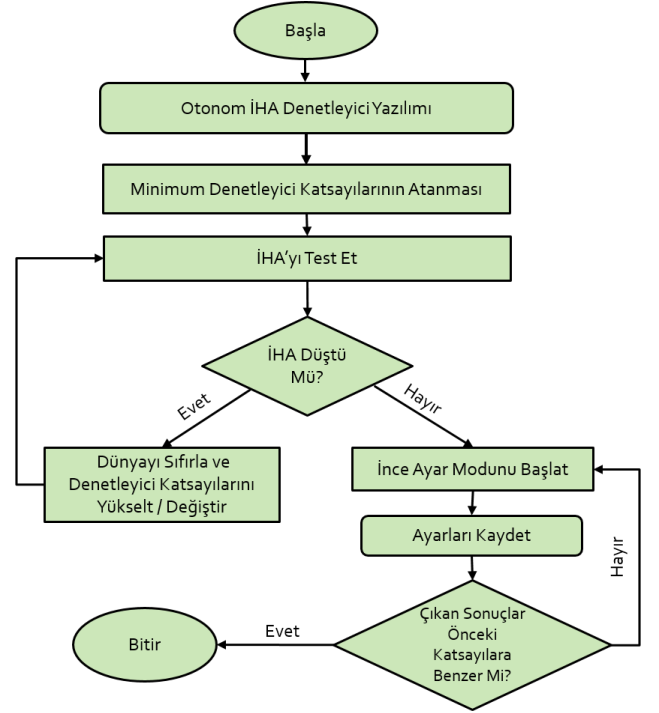 Başla
Otonom İHA Denetleyici Yazılımı
Minimum Denetleyici Katsayılarının Atanması
İHA'yı Test Et
İHA Düştü
Mü?
Evet
Hayır
Dünyayı Sıfırla ve
Denetleyici Katsayılarını
Yükselt / Değiştir
İnce Ayar Modunu Başlat
Ayarları Kaydet
Hayır
Çıkan Sonuçlar
Önceki
Katsayılara
Benzer Mi?
Evet
Bitir